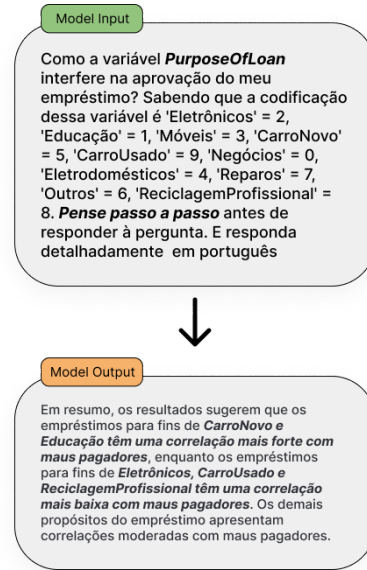 Model Input
Como a variável PurposeOfLoan
interfere na aprovação do meu
empréstimo? Sabendo que a codificação
dessa variável é 'Eletrônicos' = 2,
'Educação' = 1, 'Móveis' = 3, 'CarroNovo'
= 5, 'CarroUsado' = 9, 'Negócios' = 0,
'Eletrodomésticos' = 4, 'Reparos' = 7,
'Outros' = 6, 'ReciclagemProfissional' =
8. Pense passo a passo antes de
responder à pergunta. E responda
detalhadamente em português
Model Output
Em resumo, os resultados sugerem que os
empréstimos para fins de CarroNovo e
Educação têm uma correlação mais forte com
maus pagadores, enquanto os empréstimos
para fins de Eletrônicos, CarroUsado e
ReciclagemProfissional têm uma correlação
mais baixa com maus pagadores. Os demais
propósitos do empréstimo apresentam
correlações moderadas com maus pagadores.